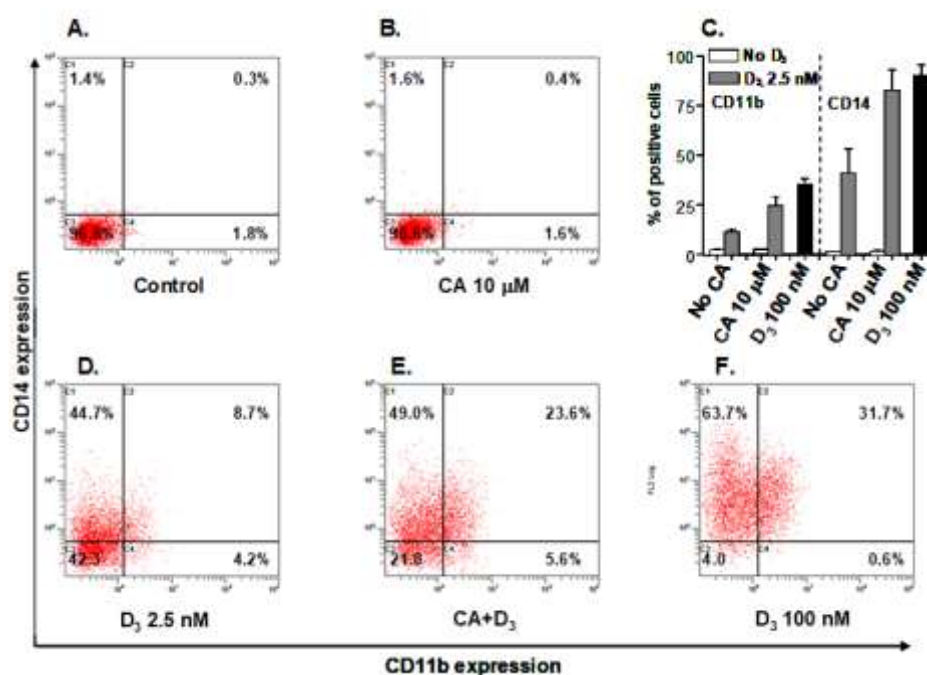 A.
B.
C.
1.4%
0.3%
1.8%
Control
1.6%
0.4%
1.6%
CA 10 μM
No D₃
D₃, 2.5 nM
CD11b
CD14
% of positive cells
100
75
50
25
0
No CA
CA 10 μM
D₃ 100 nM
No CA
CA 10 μM
D₃ 100 nM
CD14 expression
D.
E.
F.
44.7%
8.7%
42.3
4.2%
D₃ 2.5 nM
49.0%
23.6%
21.8
5.6%
CA+D₃
63.7%
31.7%
4.0
0.6%
D₃ 100 nM
CD11b expression